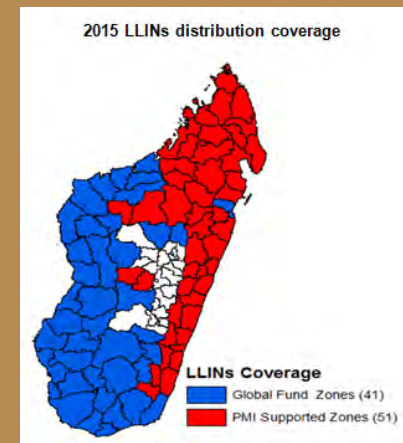 2015 LLINs distribution coverage
LLINs Coverage
Global Fund Zones (41)
PMI Supported Zones (51)